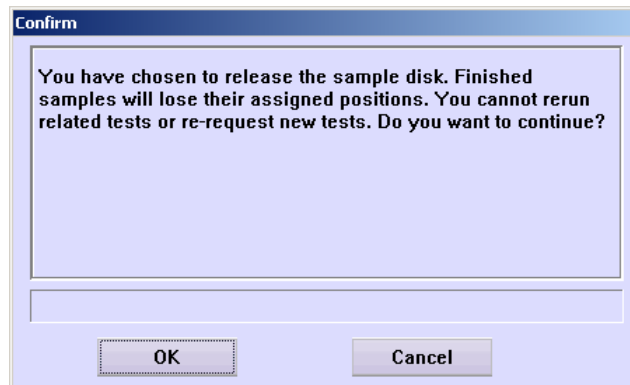 Confirm
You have chosen to release the sample disk. Finished
samples will lose their assigned positions. You cannot rerun
related tests or re-request new tests. Do you want to continue?
OK
Cancel